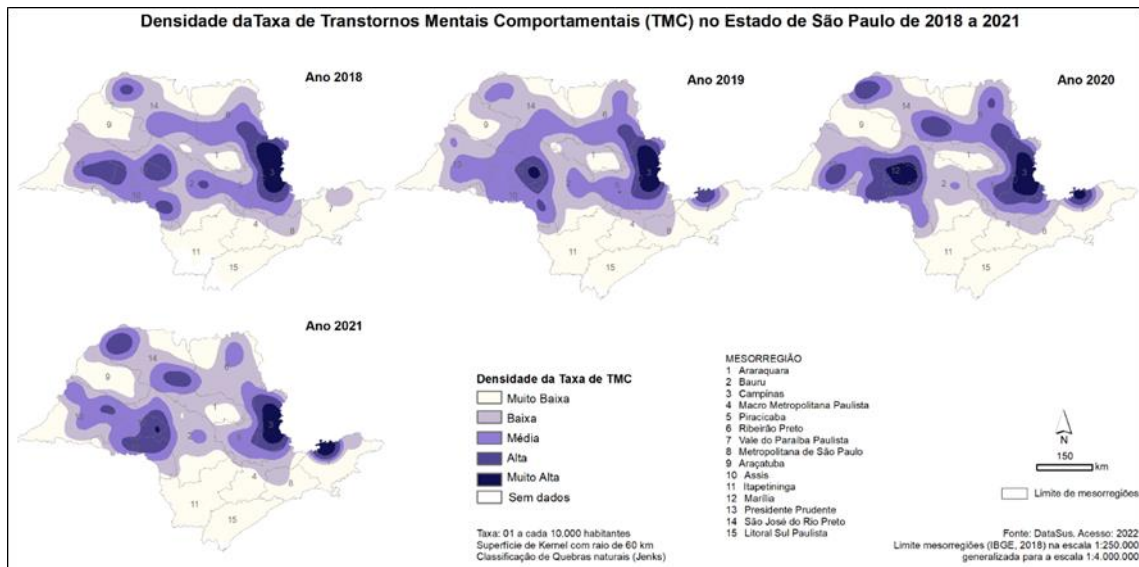 Densidade daTaxa de Transtornos Mentais Comportamentais (TMC) no Estado de São Paulo de 2018 a 2021
Ano 2018
Ano 2019
Ano 2020
Ano 2021
Densidade da Taxa de TMC
Muito Baixa
Baixa
Média
Alta
Muito Alta
Sem dados
Taxa: 01 a cada 10.000 habitantes
Superfície de Kernel com raio de 60 km
Classificação de Quebras naturais (Jenks)
MESORREGIÃO
1 Araraquara
2 Bauru
3 Campinas
4 Macro Metropolitana Paulista
5 Piracicaba
6 Ribeirão Preto
7 Vale do Paraíba Paulista
8 Metropolitana de São Paulo
9 Araçatuba
10 Assis
11 Itapetininga
12 Marília
13 Presidente Prudente
14 São José do Rio Preto
15 Litoral Sul Paulista
N
150
km
Limite de mesorregiões
Fonte: DataSus. Acesso: 2022
Limite mesorregiões (IBGE, 2018) na escala 1:250.000
generalizada para a escala 1:4.000.000